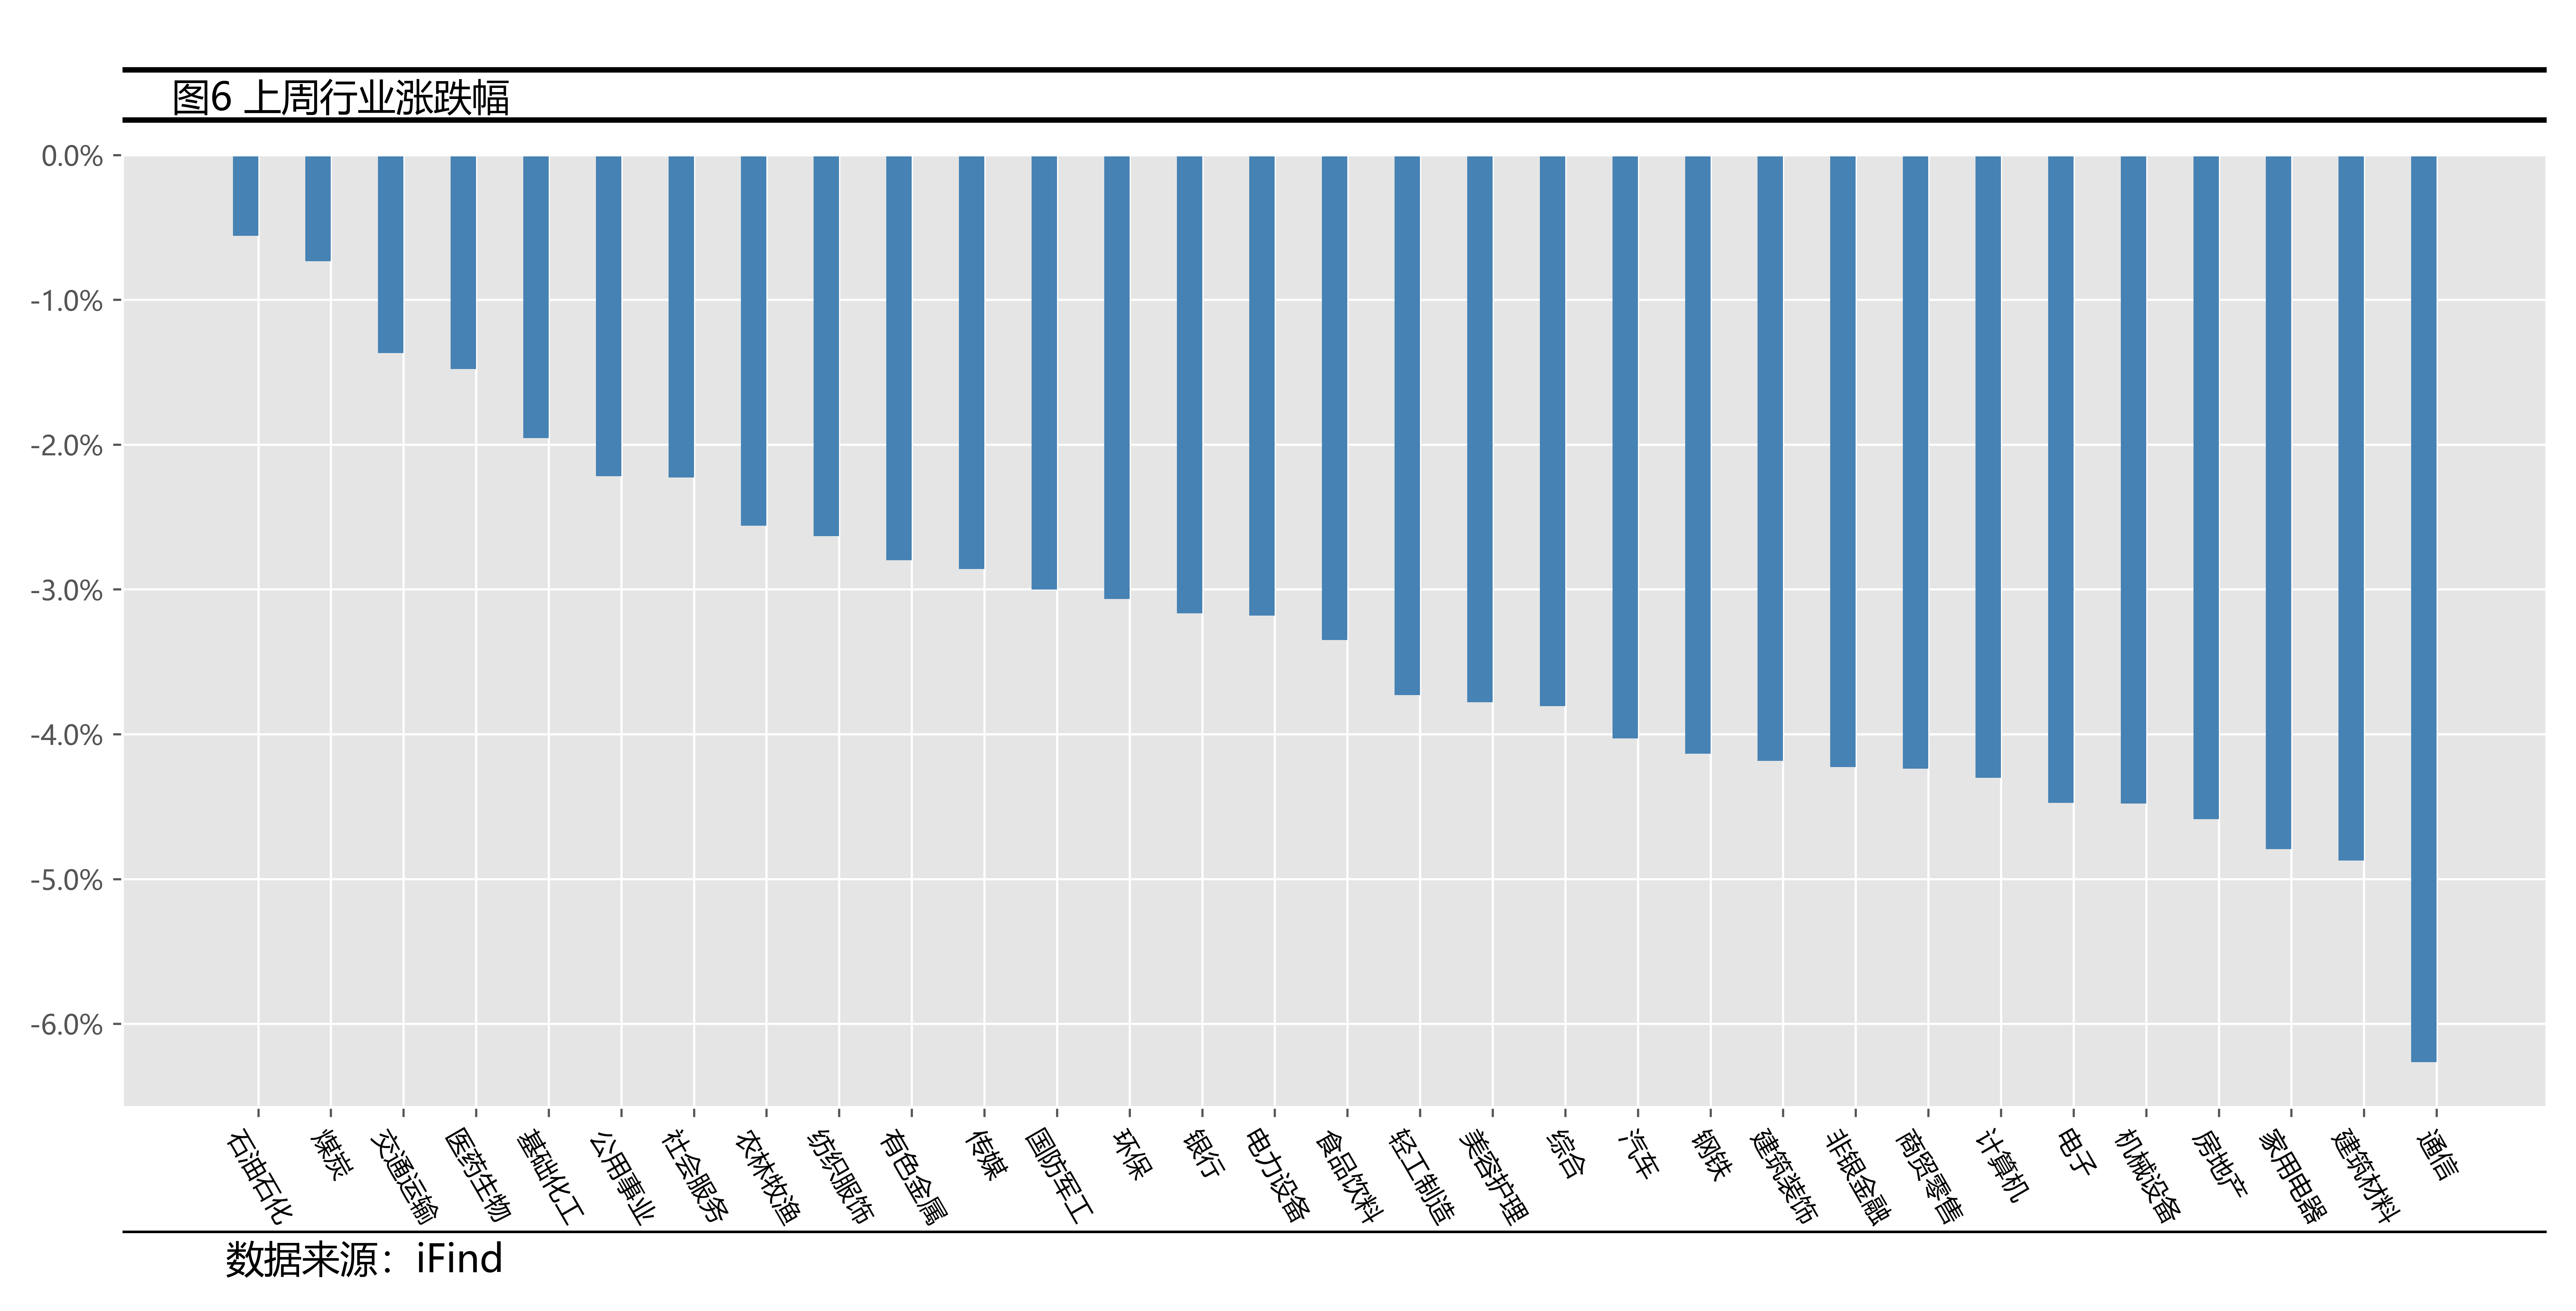 图6 上周行业涨跌幅
0.0%
-1.0%
-2.0%
-3.0%
-4.0%
-5.0%
-6.0%
石油石化
煤炭
交通运输
医药生物
基础化工
公用事业
社会服务
农林牧渔
纺织服饰
有色金属
传媒
国防军工
环保
银行
电力设备
食品饮料
轻工制造
美容护理
综合
汽车
钢铁
建筑装饰
非银金融
商贸零售
计算机
电子
机械设备
房地产
家用电器
建筑材料
通信
数据来源：iFind